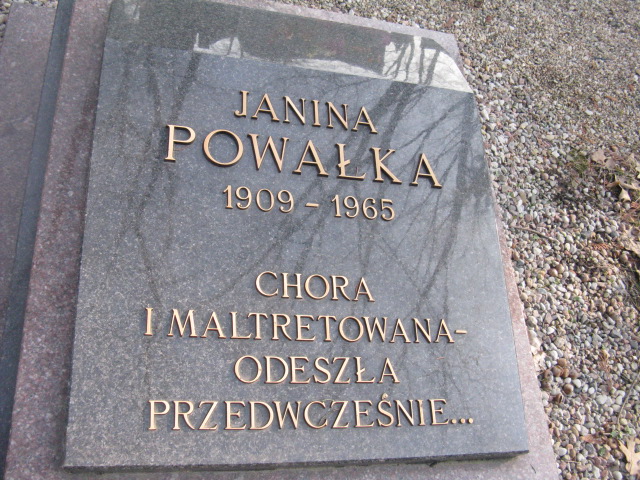 JANINA
POWAŁKA
1909 - 1965
CHORA
I MALTRETOWANA-
ODESZŁA
PRZEDWCZEŚNIE...